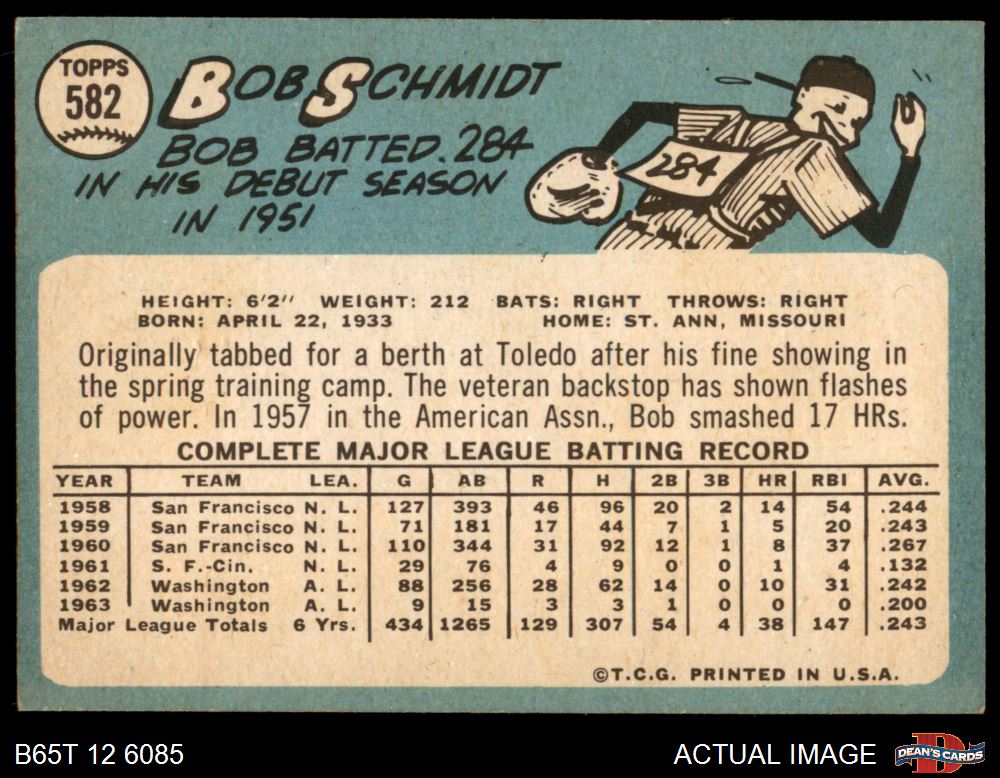 TOPPS
582
BOB SCHMIDT
BOB BATTED .284
IN HIS DEBUT SEASON
IN 1951
284
HEIGHT: 6'2" WEIGHT: 212 BATS: RIGHT THROWS: RIGHT
BORN: APRIL 22, 1933 HOME: ST. ANN, MISSOURI
Originally tabbed for a berth at Toledo after his fine showing in
the spring training camp. The veteran backstop has shown flashes
of power. In 1957 in the American Assn., Bob smashed 17 HRs.
COMPLETE MAJOR LEAGUE BATTING RECORD
YEAR TEAM LEA. G AB R H 2B 3B HR RBI AVG.
1958 San Francisco N. L. 127 393 46 96 20 2 14 54 .244
1959 San Francisco N. L. 71 181 17 44 7 1 5 20 .243
1960 San Francisco N. L. 110 344 31 92 12 1 8 37 .267
1961 S. F.-Cin. N. L. 29 76 4 9 0 0 1 4 .132
1962 Washington A. L. 88 256 28 62 14 0 10 31 .242
1963 Washington A. L. 9 15 3 3 1 0 0 0 .200
Major League Totals 6 Yrs. 434 1265 129 307 54 4 38 147 .243
©T.C.G. PRINTED IN U.S.A.
B65T 12 6085 ACTUAL IMAGE
D
DEAN'S CARDS